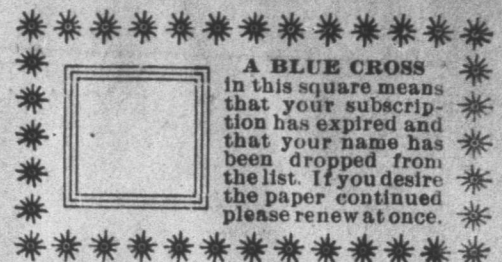 A BLUE CROSS
in this square means
that your subscrip-
tion has expired and
that your name has
been dropped from
the list. If you desire
the paper continued
please renew at once.